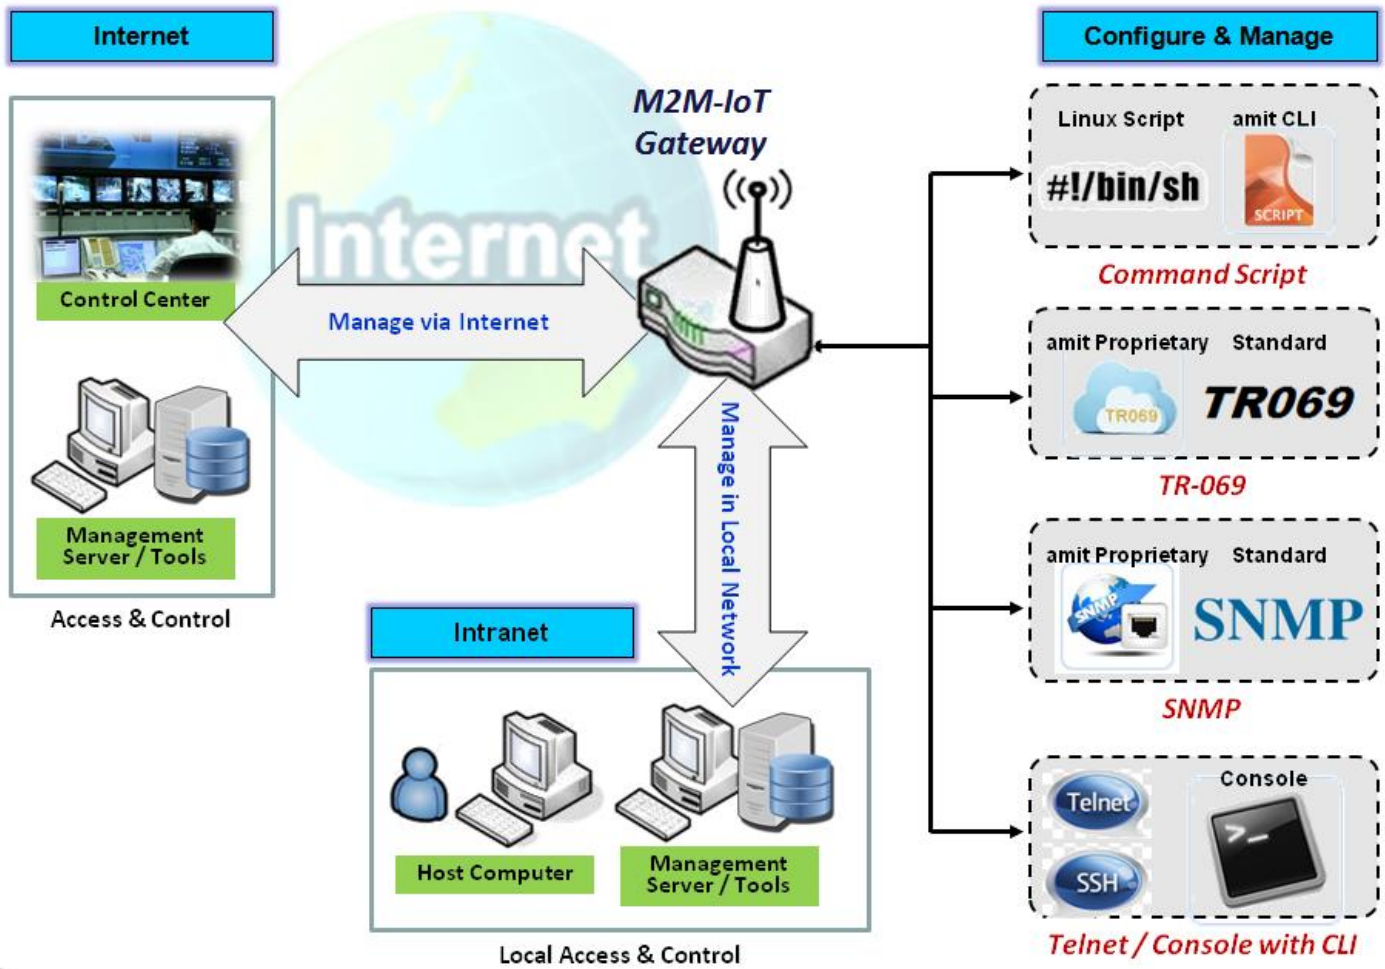 Internet
Configure & Manage
M2M-IoT
Gateway
Linux Script
amit CLI
#!/bin/sh
SCRIPT
Command Script
Internet
Control Center
Manage via Internet
amit Proprietary
Standard
TR069
TR069
TR-069
Management
Server / Tools
Access & Control
Manage in Local Network
amit Proprietary
Standard
SNMP
SNMP
SNMP
Intranet
Host Computer
Management
Server / Tools
Local Access & Control
Telnet
SSH
Console
>_
Telnet / Console with CLI